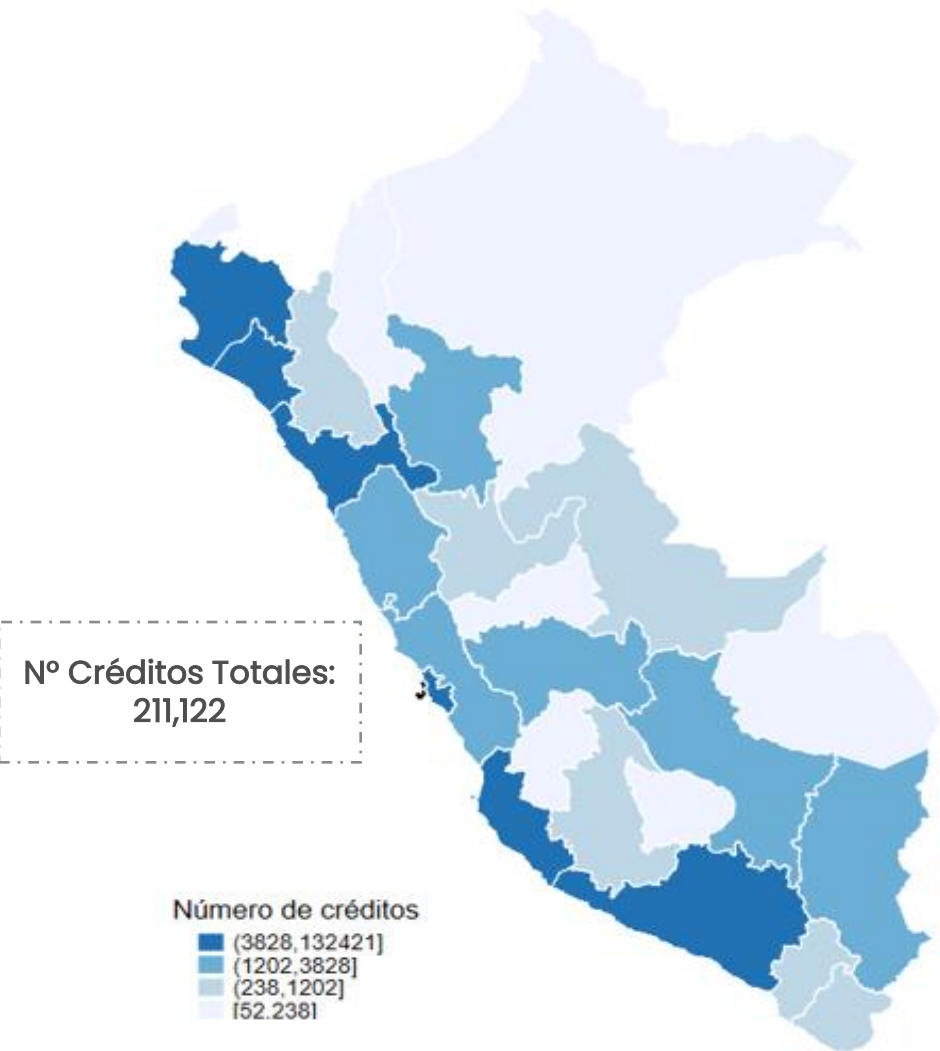 Nº Créditos Totales:
211,122
Número de créditos
(3828,132421]
(1202,3828]
(238,1202]
[52,238]